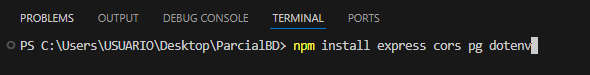 PROBLEMS OUTPUT DEBUG CONSOLE TERMINAL PORTS
PS C:\Users\USUARIO\Desktop\ParcialBD> npm install express cors pg dotenv